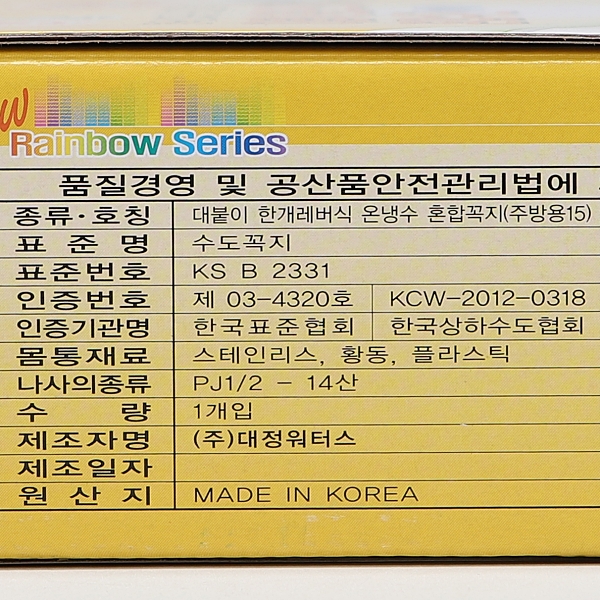 W
Rainbow Series
품질경영 및 공산품안전관리법에
종류·호칭 대붙이 한개레버식 온냉수 혼합꼭지(주방용15)
표준명 수도꼭지
표준번호 KS B 2331
인증번호 제 03-4320호 KCW-2012-0318
인증기관명 한국표준협회 한국상하수도협회
몸통재료 스테인리스, 황동, 플라스틱
나사의종류 PJ1/2 - 14산
수량 1개입
제조자명 (주)대정워터스
제조일자
원산지 MADE IN KOREA